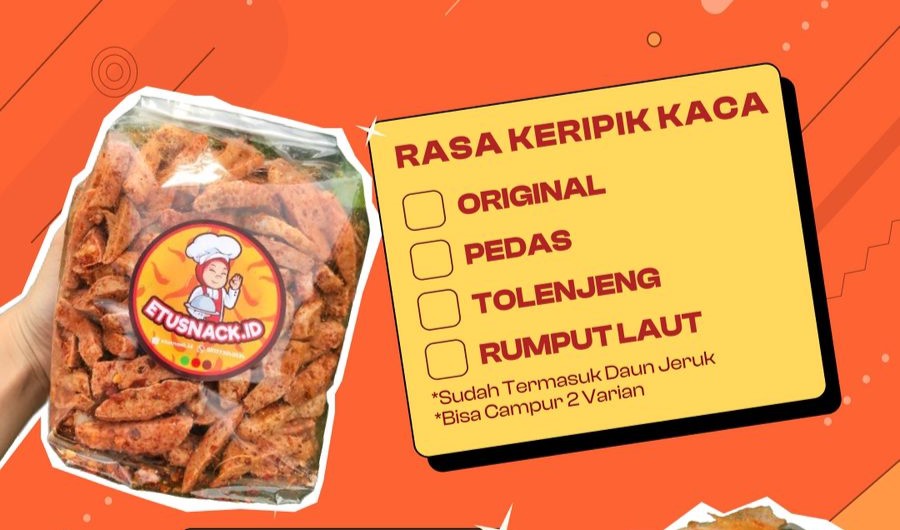 RASA KERIPIK KACA
ORIGINAL
PEDAS
TOLENJENG
RUMPUT LAUT
*Sudah Termasuk Daun Jeruk
*Bisa Campur 2 Varian
ETUSNACK.ID